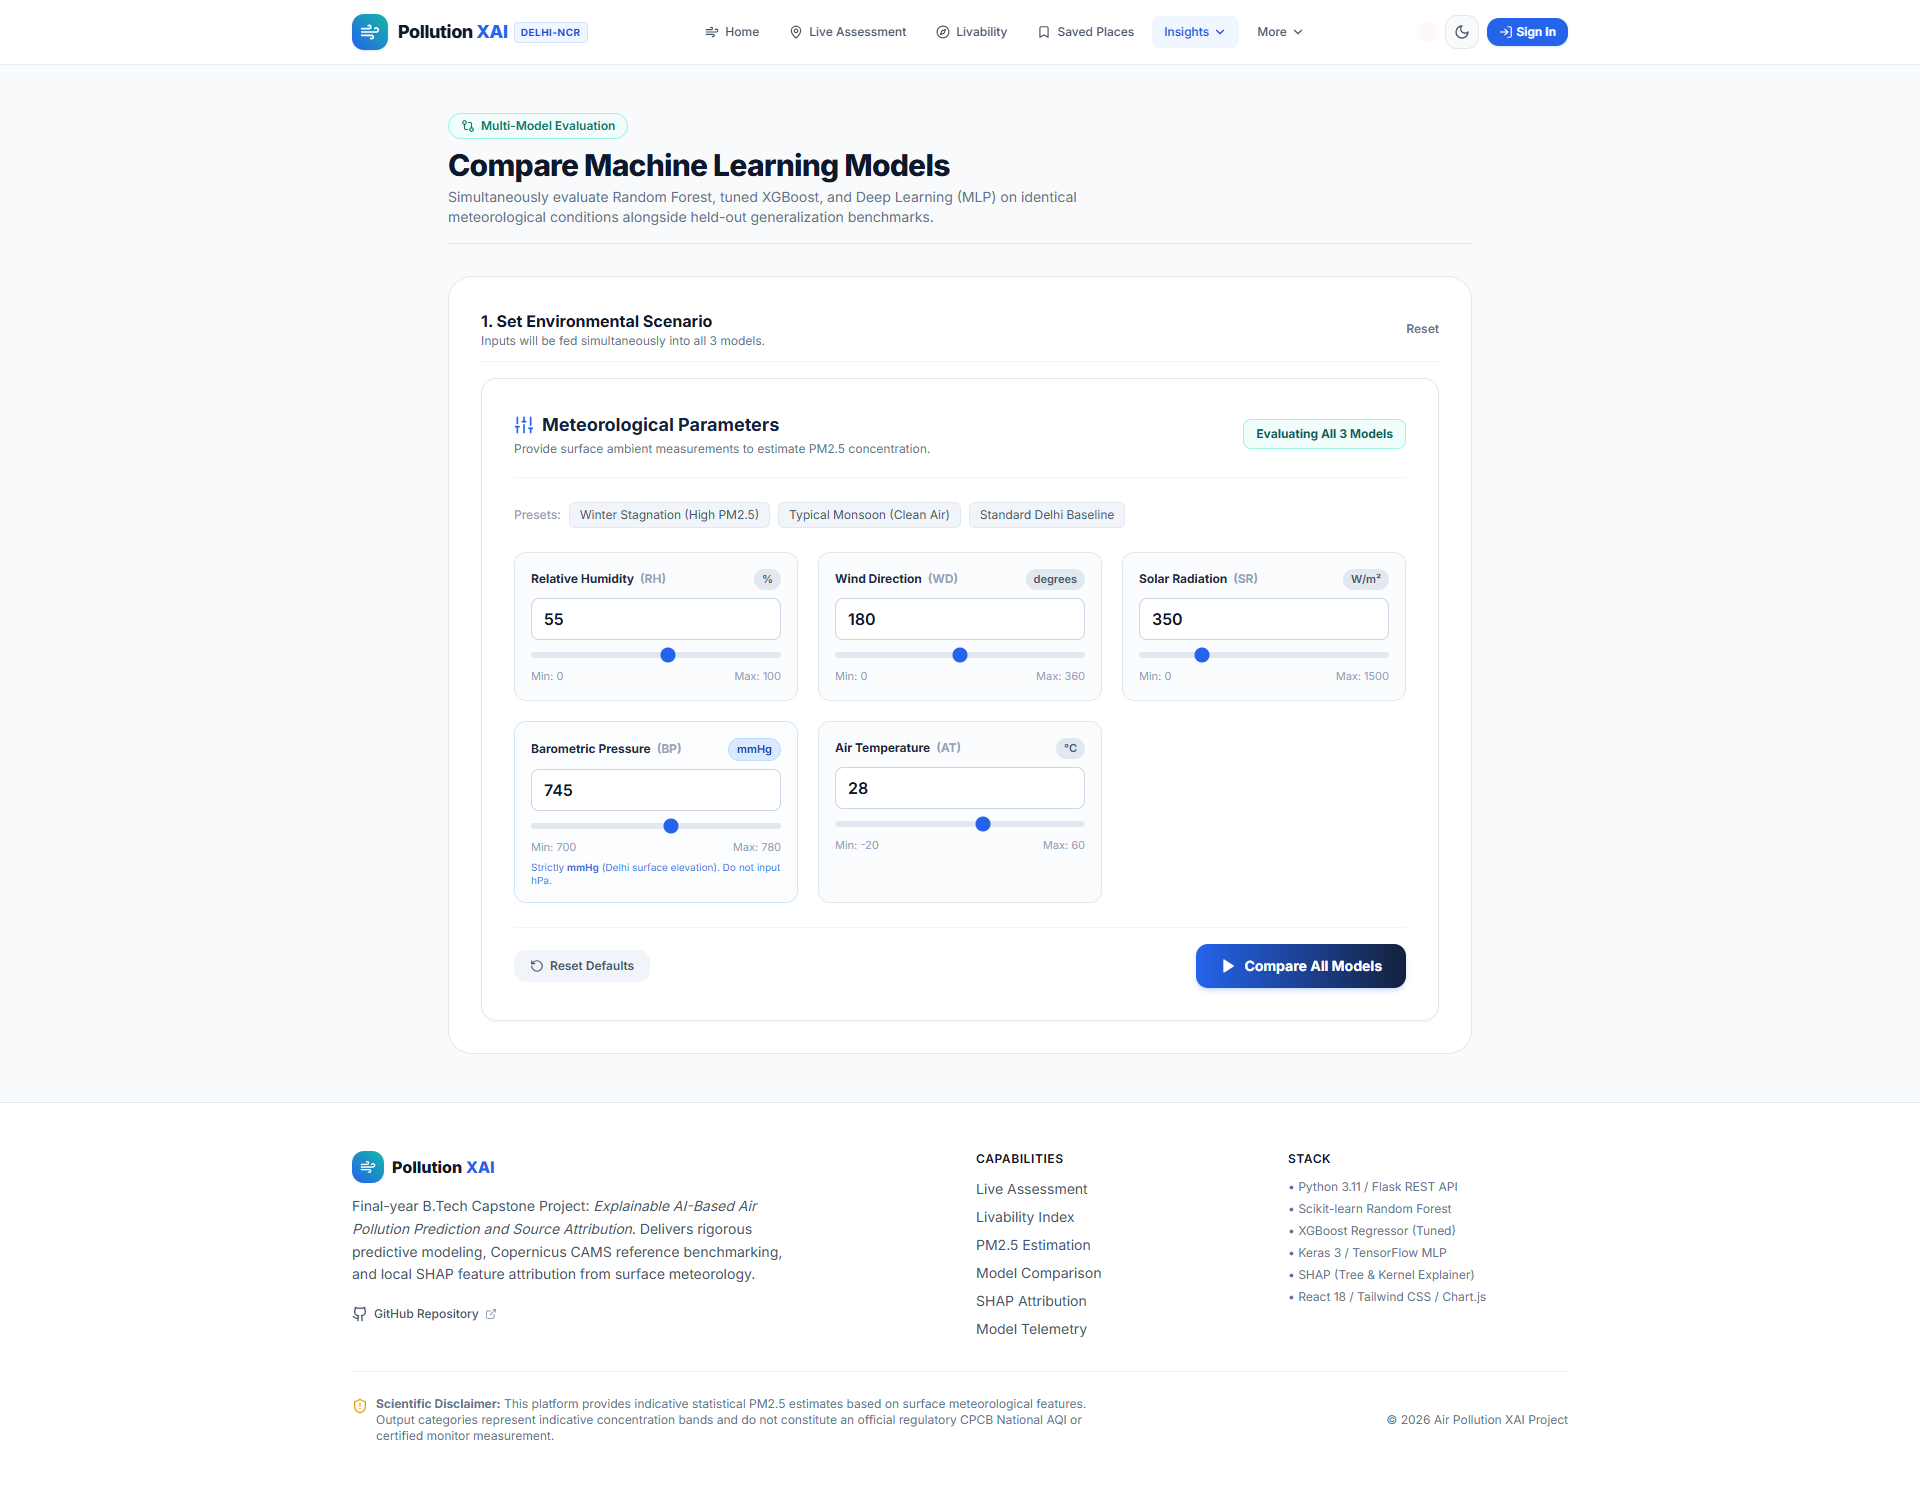 Pollution XAI DELHI-NCR
Home
Live Assessment
Livability
Saved Places
Insights
More
Sign In
Multi-Model Evaluation
Compare Machine Learning Models
Simultaneously evaluate Random Forest, tuned XGBoost, and Deep Learning (MLP) on identical
meteorological conditions alongside held-out generalization benchmarks.
1. Set Environmental Scenario
Inputs will be fed simultaneously into all 3 models.
Reset
Meteorological Parameters
Provide surface ambient measurements to estimate PM2.5 concentration.
Evaluating All 3 Models
Presets:
Winter Stagnation (High PM2.5)
Typical Monsoon (Clean Air)
Standard Delhi Baseline
Relative Humidity (RH) %
55
Min: 0 Max: 100
Wind Direction (WD) degrees
180
Min: 0 Max: 360
Solar Radiation (SR) W/m²
350
Min: 0 Max: 1500
Barometric Pressure (BP) mmHg
745
Min: 700 Max: 780
Strictly mmHg (Delhi surface elevation). Do not input
hPa.
Air Temperature (AT) °C
28
Min: -20 Max: 60
Reset Defaults
Compare All Models
Pollution XAI
Final-year B.Tech Capstone Project: Explainable AI-Based Air
Pollution Prediction and Source Attribution. Delivers rigorous
predictive modeling, Copernicus CAMS reference benchmarking,
and local SHAP feature attribution from surface meteorology.
GitHub Repository
CAPABILITIES
Live Assessment
Livability Index
PM2.5 Estimation
Model Comparison
SHAP Attribution
Model Telemetry
STACK
• Python 3.11 / Flask REST API
• Scikit-learn Random Forest
• XGBoost Regressor (Tuned)
• Keras 3 / TensorFlow MLP
• SHAP (Tree & Kernel Explainer)
• React 18 / Tailwind CSS / Chart.js
Scientific Disclaimer: This platform provides indicative statistical PM2.5 estimates based on surface meteorological features.
Output categories represent indicative concentration bands and do not constitute an official regulatory CPCB National AQI or
certified monitor measurement.
© 2026 Air Pollution XAI Project